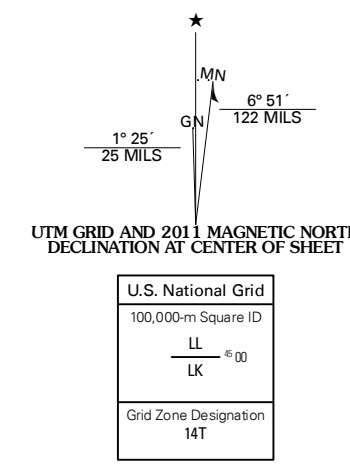 ★
MN
GN
6° 51´
122 MILS
1° 25´
25 MILS
UTM GRID AND 2011 MAGNETIC NORTH
DECLINATION AT CENTER OF SHEET
U.S. National Grid
100,000-m Square ID
LL
45 00
LK
Grid Zone Designation
14T